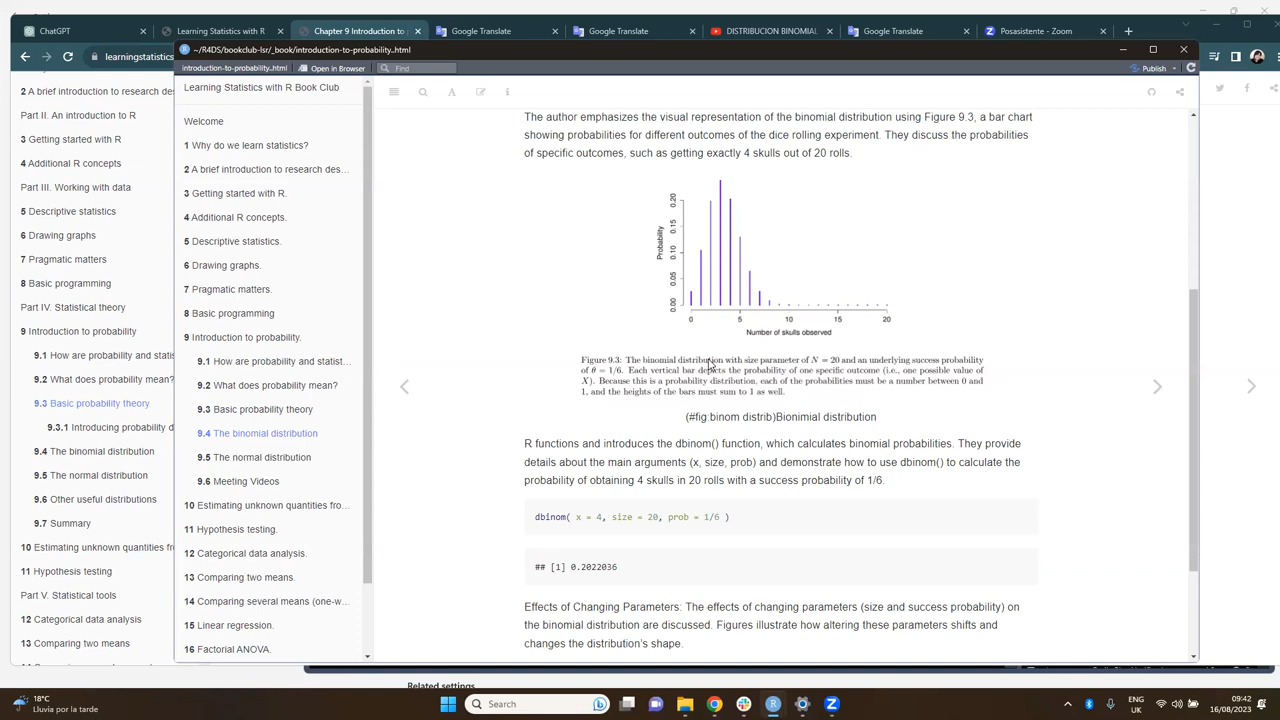 ChatGPT
Learning Statistics with R
Chapter 9 Introduction to
Google Translate
Google Translate
DISTRIBUCION BINOMIAL
Google Translate
Posasistente - Zoom
learningstatistics
2 A brief introduction to research des
Part II. An introduction to R
3 Getting started with R
4 Additional R concepts
Part III. Working with data
5 Descriptive statistics
6 Drawing graphs
7 Pragmatic matters
8 Basic programming
Part IV. Statistical theory
9 Introduction to probability
9.1 How are probability and statis
9.2 What does probability mean?
9.3 Basic probability theory
9.3.1 Introducing probability d
9.4 The binomial distribution
9.5 The normal distribution
9.6 Other useful distributions
9.7 Summary
10 Estimating unknown quantities from
11 Hypothesis testing
Part V. Statistical tools
12 Categorical data analysis
13 Comparing two means
~/R4DS/bookclub-lsr/_book/introduction-to-probability.html
introduction-to-probability.html
Open in Browser
Find
Publish
Learning Statistics with R Book Club
Welcome
1 Why do we learn statistics?
2 A brief introduction to research des...
3 Getting started with R.
4 Additional R concepts.
5 Descriptive statistics.
6 Drawing graphs.
7 Pragmatic matters.
8 Basic programming
9 Introduction to probability.
9.1 How are probability and statist...
9.2 What does probability mean?
9.3 Basic probability theory
9.4 The binomial distribution
9.5 The normal distribution
9.6 Meeting Videos
10 Estimating unknown quantities fro...
11 Hypothesis testing.
12 Categorical data analysis.
13 Comparing two means.
14 Comparing several means (one-w...
15 Linear regression.
16 Factorial ANOVA.
The author emphasizes the visual representation of the binomial distribution using Figure 9.3, a bar chart
showing probabilities for different outcomes of the dice rolling experiment. They discuss the probabilities
of specific outcomes, such as getting exactly 4 skulls out of 20 rolls.
Probability
0.00 0.05 0.10 0.15 0.20
0 5 10 15 20
Number of skulls observed
Figure 9.3: The binomial distribution with size parameter of N = 20 and an underlying success probability
of θ = 1/6. Each vertical bar depicts the probability of one specific outcome (i.e., one possible value of
X). Because this is a probability distribution, each of the probabilities must be a number between 0 and
1, and the heights of the bars must sum to 1 as well.
(#fig:binom distrib)Bionimial distribution
R functions and introduces the dbinom() function, which calculates binomial probabilities. They provide
details about the main arguments (x, size, prob) and demonstrate how to use dbinom() to calculate the
probability of obtaining 4 skulls in 20 rolls with a success probability of 1/6.
dbinom( x = 4, size = 20, prob = 1/6 )
## [1] 0.2022036
Effects of Changing Parameters: The effects of changing parameters (size and success probability) on
the binomial distribution are discussed. Figures illustrate how altering these parameters shifts and
changes the distribution's shape.
Related settings
18°C
Lluvia por la tarde
Search
ENG
UK
09:42
16/08/2023